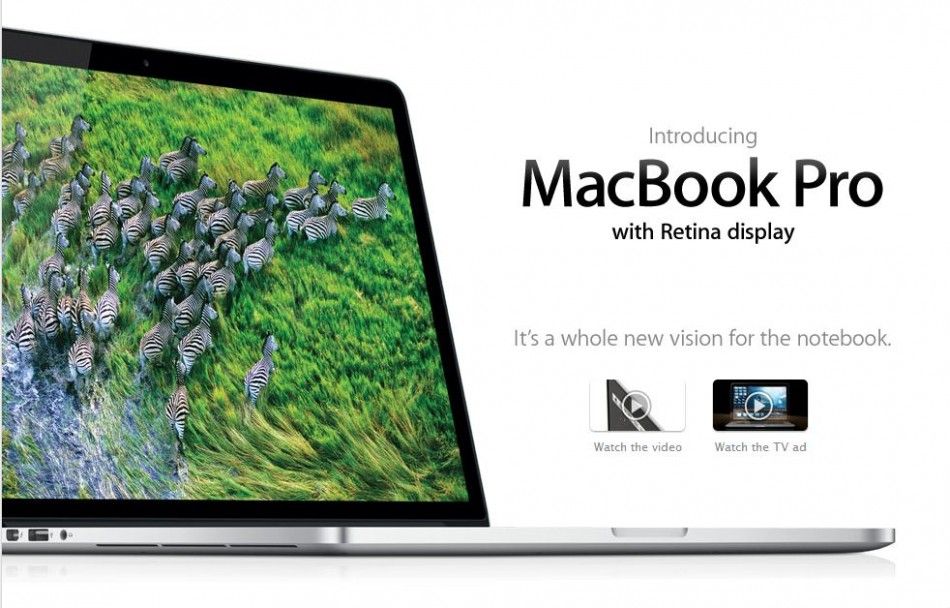 Introducing
MacBook Pro
with Retina display
It’s a whole new vision for the notebook.
Watch the video
Watch the TV ad